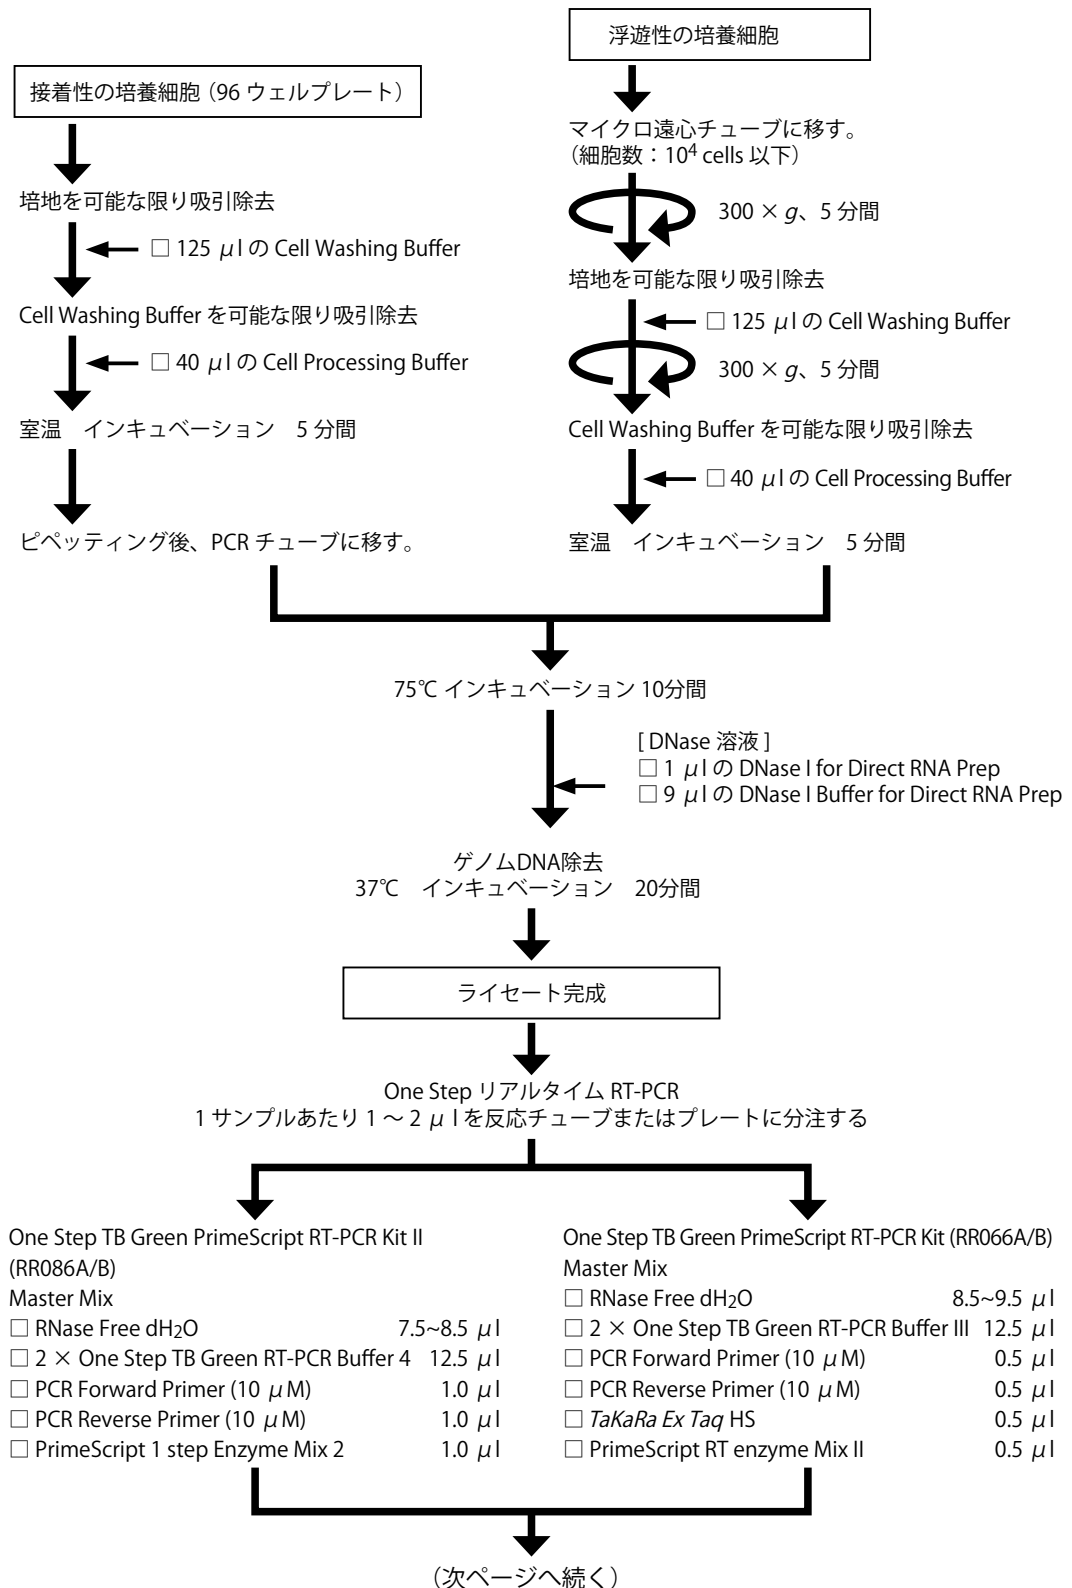 接着性の培養細胞（96 ウェルプレート）
培地を可能な限り吸引除去
□ 125 μl の Cell Washing Buffer
Cell Washing Buffer を可能な限り吸引除去
□ 40 μl の Cell Processing Buffer
室温　インキュベーション　5 分間
ピペッティング後、PCR チューブに移す。
浮遊性の培養細胞
マイクロ遠心チューブに移す。
（細胞数：10⁴ cells 以下）
300 × g、5 分間
培地を可能な限り吸引除去
□ 125 μl の Cell Washing Buffer
300 × g、5 分間
Cell Washing Buffer を可能な限り吸引除去
□ 40 μl の Cell Processing Buffer
室温　インキュベーション　5 分間
75℃ インキュベーション 10分間
[ DNase 溶液 ]
□ 1 μl の DNase I for Direct RNA Prep
□ 9 μl の DNase I Buffer for Direct RNA Prep
ゲノムDNA除去
37℃　インキュベーション　20分間
ライセート完成
One Step リアルタイム RT-PCR
1 サンプルあたり 1 ～ 2 μl を反応チューブまたはプレートに分注する
One Step TB Green PrimeScript RT-PCR Kit II
(RR086A/B)
Master Mix
□ RNase Free dH₂O 7.5~8.5 μl
□ 2 × One Step TB Green RT-PCR Buffer 4 12.5 μl
□ PCR Forward Primer (10 μM) 1.0 μl
□ PCR Reverse Primer (10 μM) 1.0 μl
□ PrimeScript 1 step Enzyme Mix 2 1.0 μl
One Step TB Green PrimeScript RT-PCR Kit (RR066A/B)
Master Mix
□ RNase Free dH₂O 8.5~9.5 μl
□ 2 × One Step TB Green RT-PCR Buffer III 12.5 μl
□ PCR Forward Primer (10 μM) 0.5 μl
□ PCR Reverse Primer (10 μM) 0.5 μl
□ TaKaRa Ex Taq HS 0.5 μl
□ PrimeScript RT enzyme Mix II 0.5 μl
（次ページへ続く）